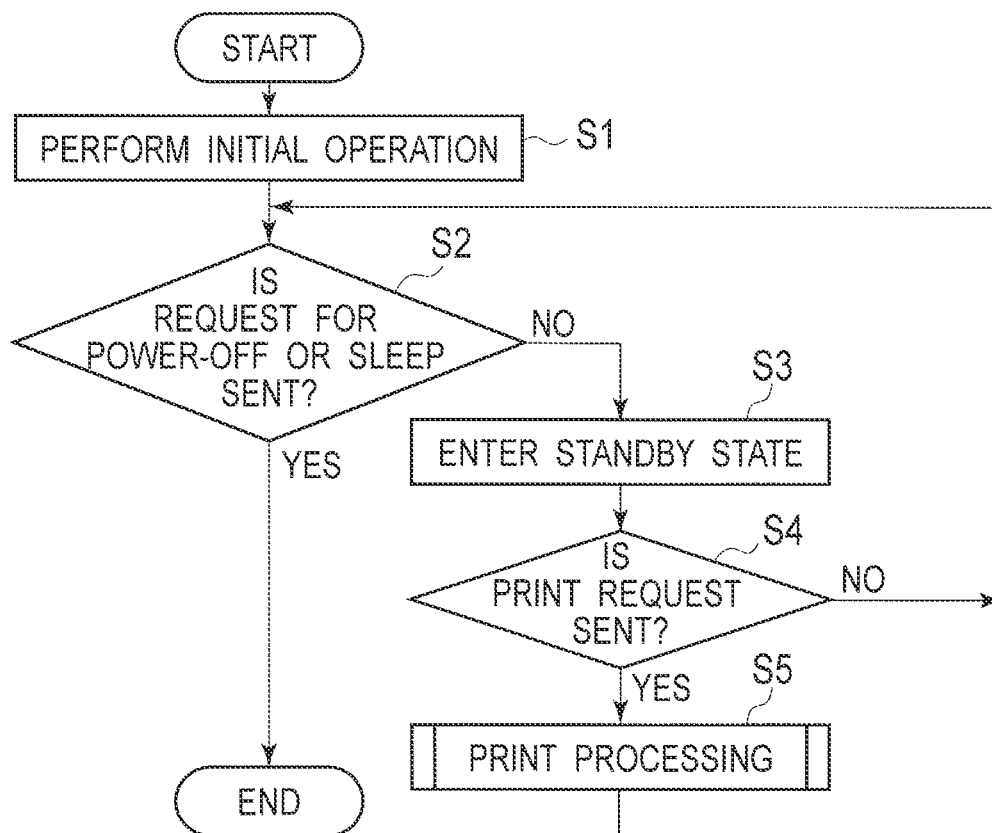 START
PERFORM INITIAL OPERATION
S1
S2
IS
REQUEST FOR
POWER-OFF OR SLEEP
SENT?
NO
YES
S3
ENTER STANDBY STATE
S4
IS
PRINT REQUEST
SENT?
NO
YES
S5
PRINT PROCESSING
END